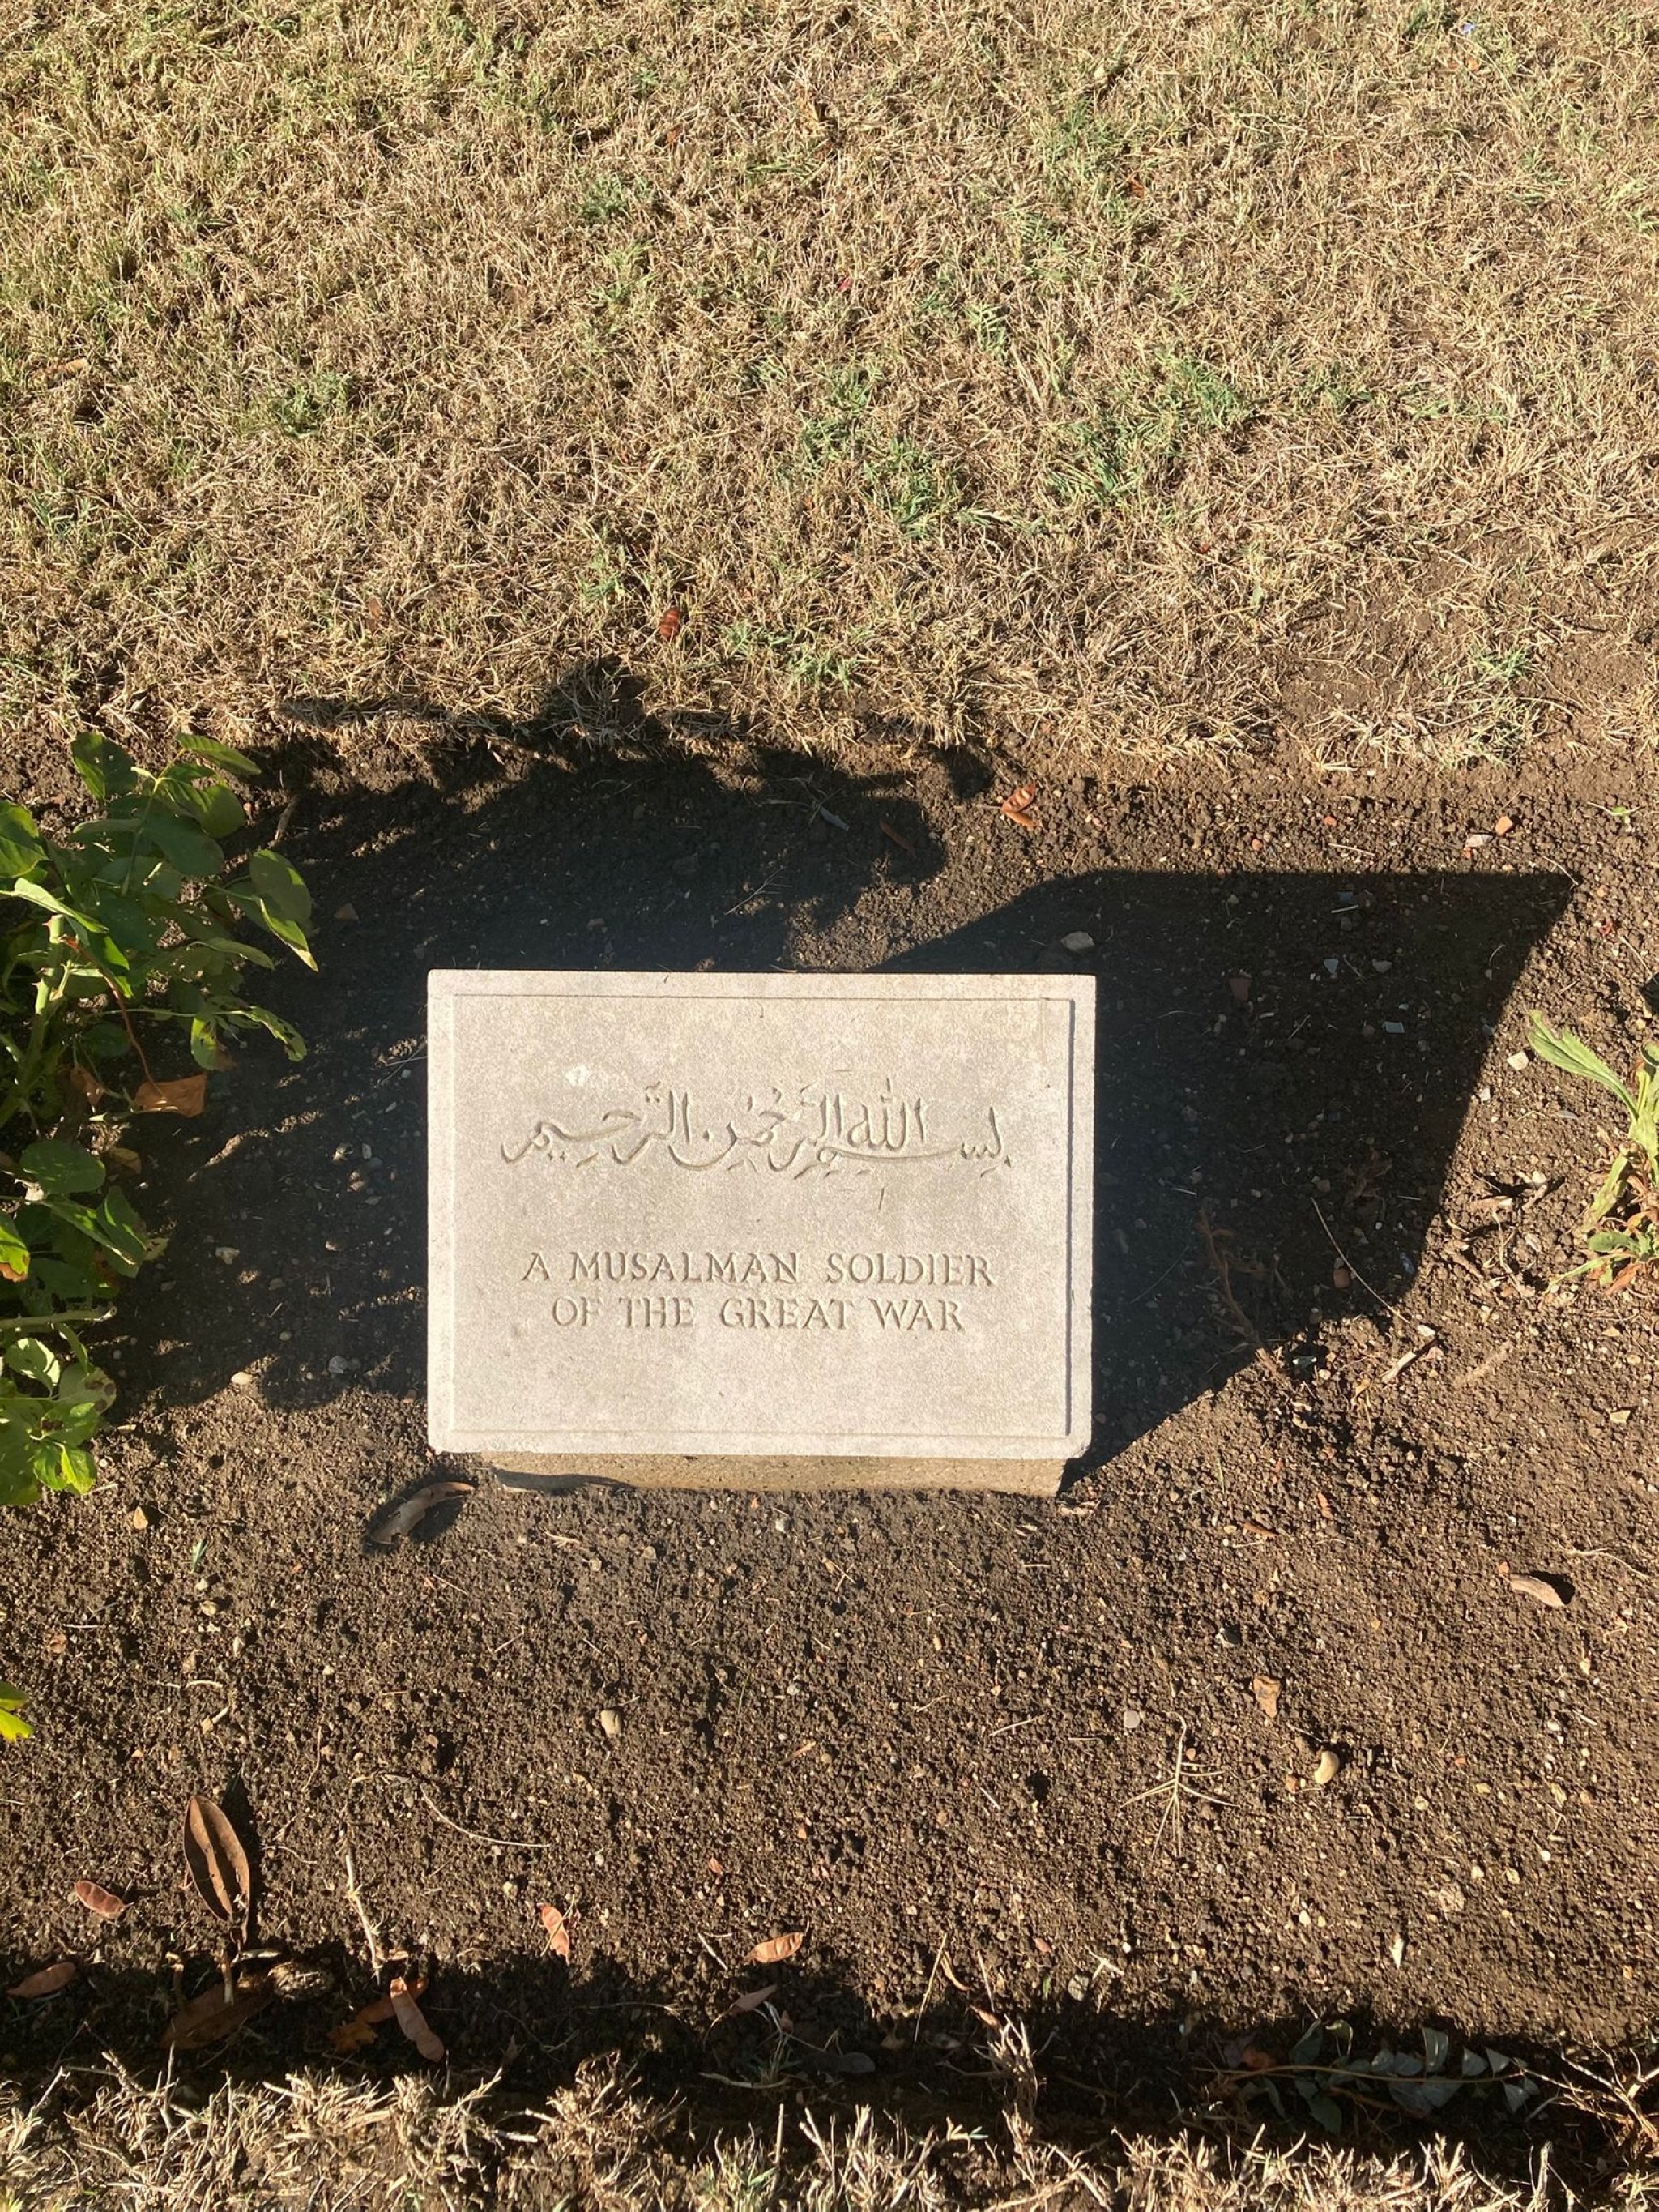 بسم الله الرحمن الرحيم
A MUSALMAN SOLDIER
OF THE GREAT WAR